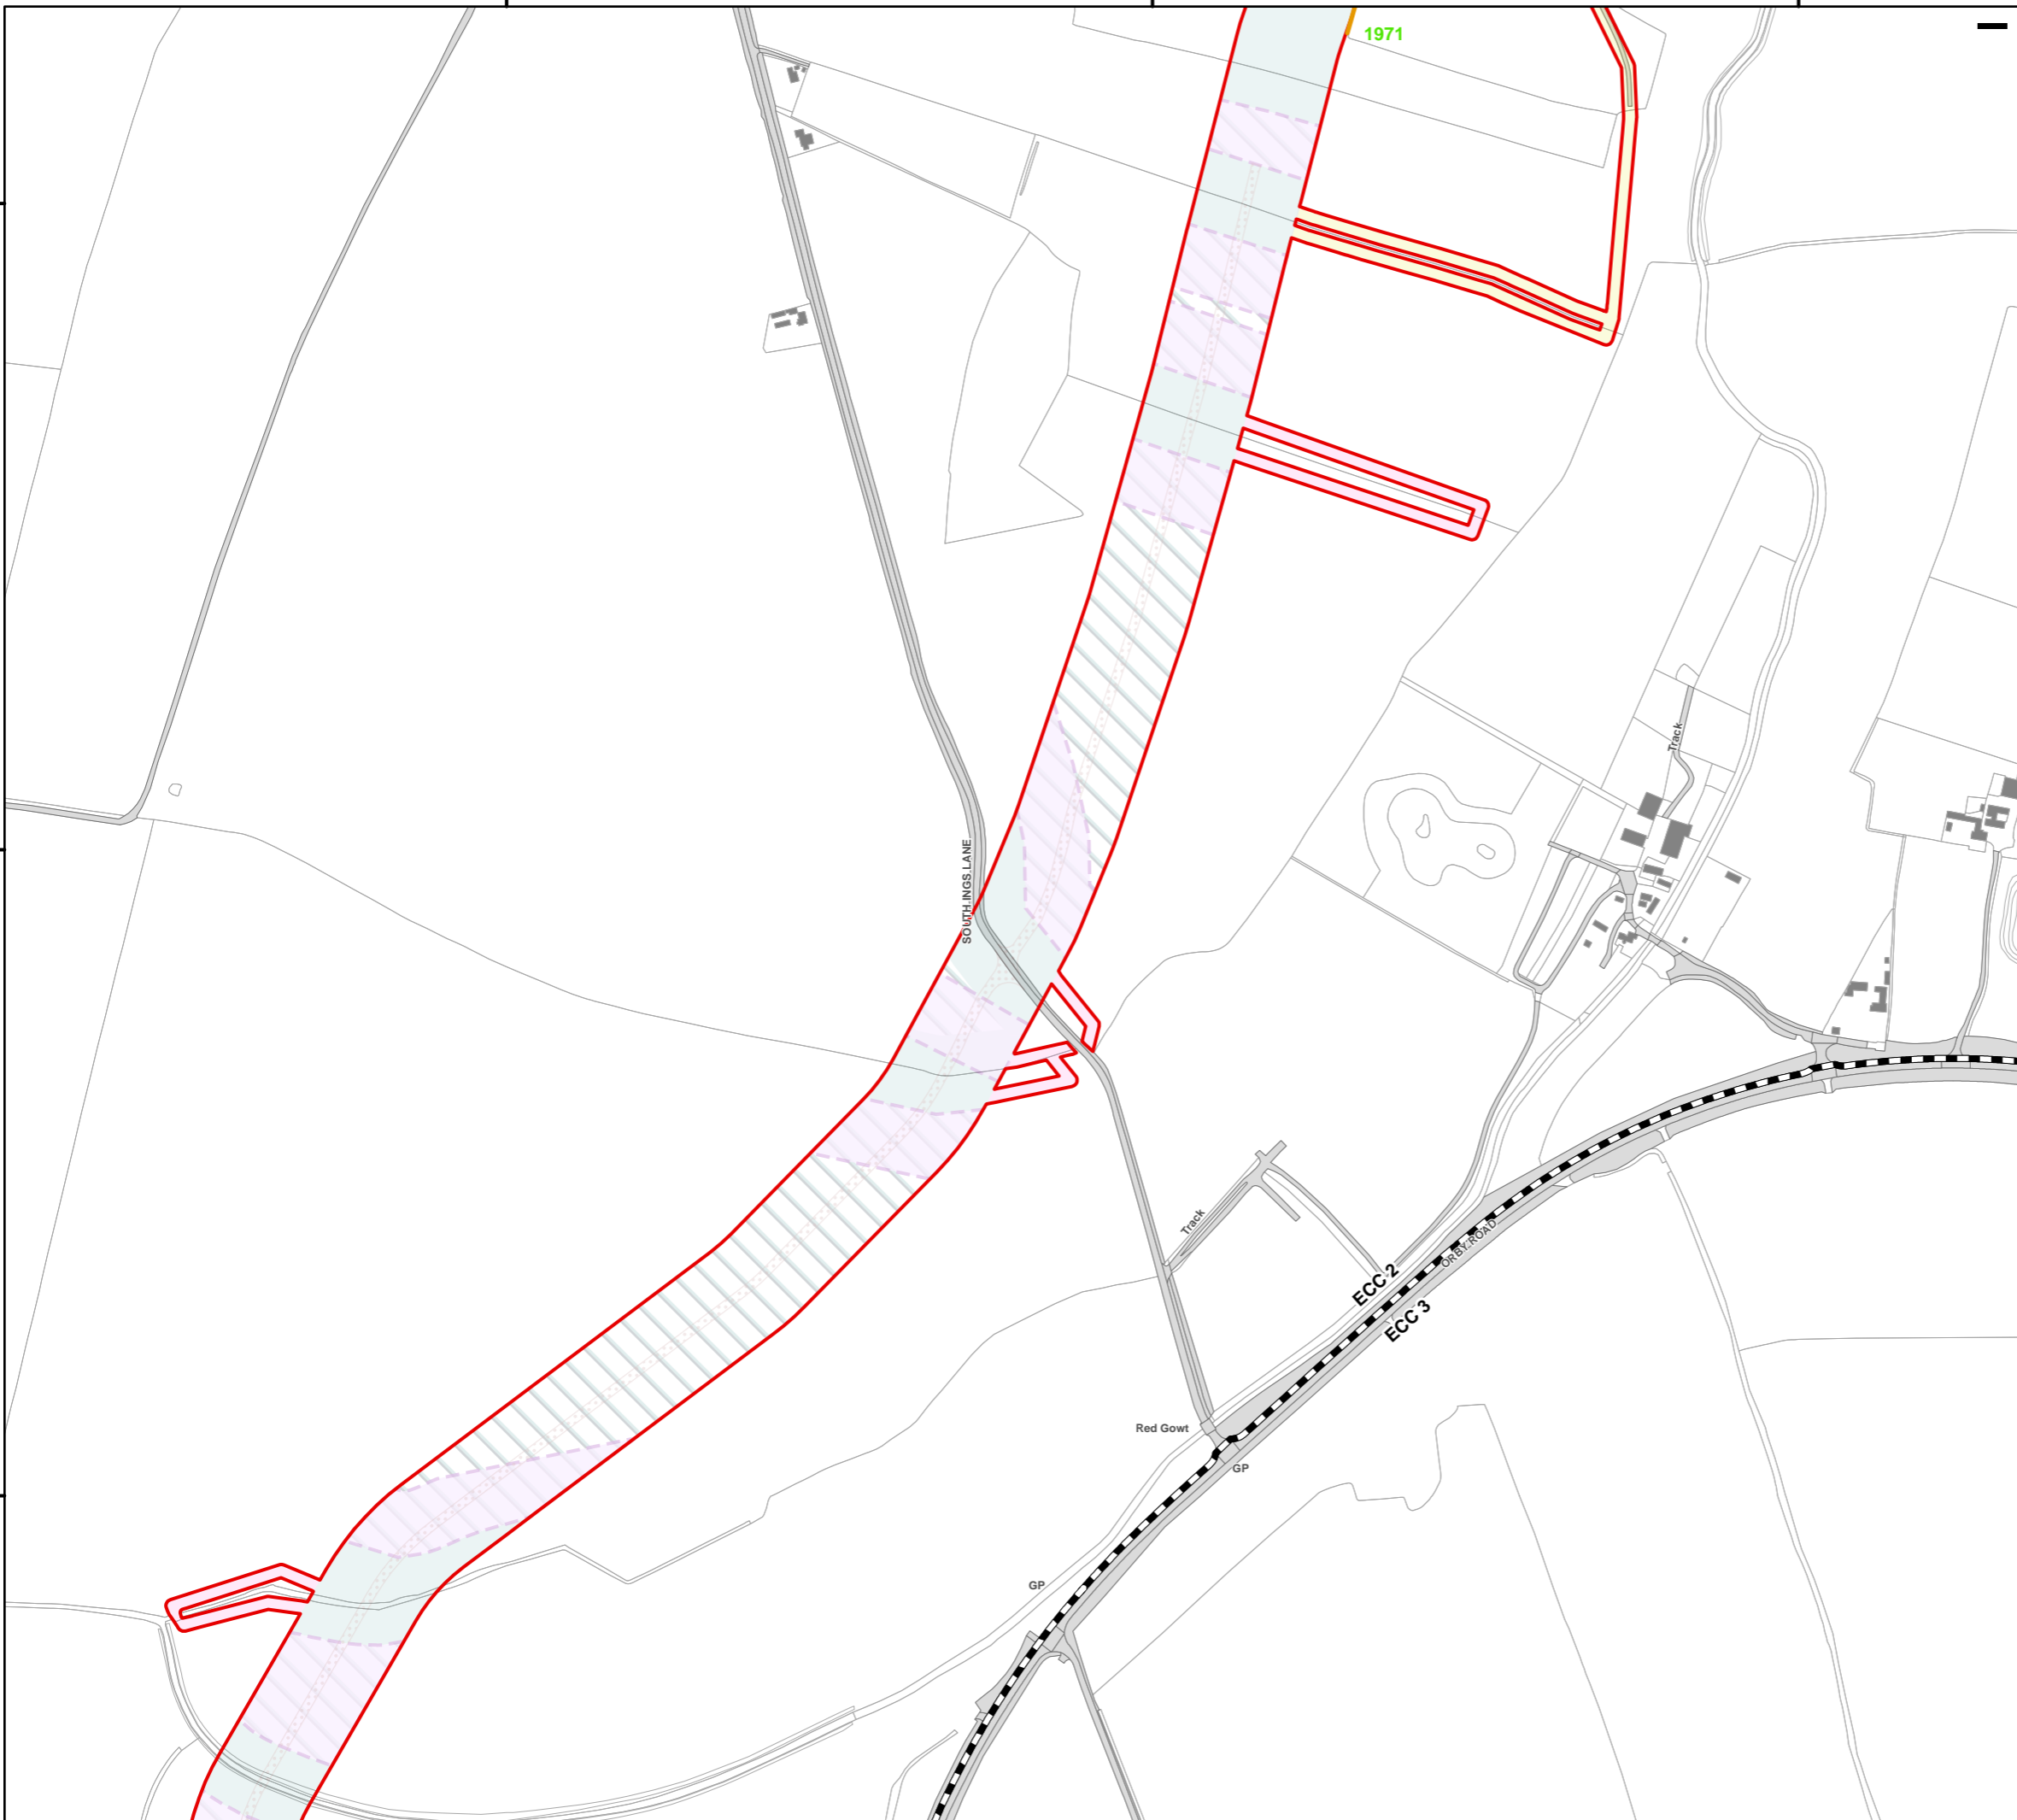 1971
Track
SOUTH INGS LANE
Track
ORBY ROAD
ECC 2
ECC 3
Red Gowt
GP
GP